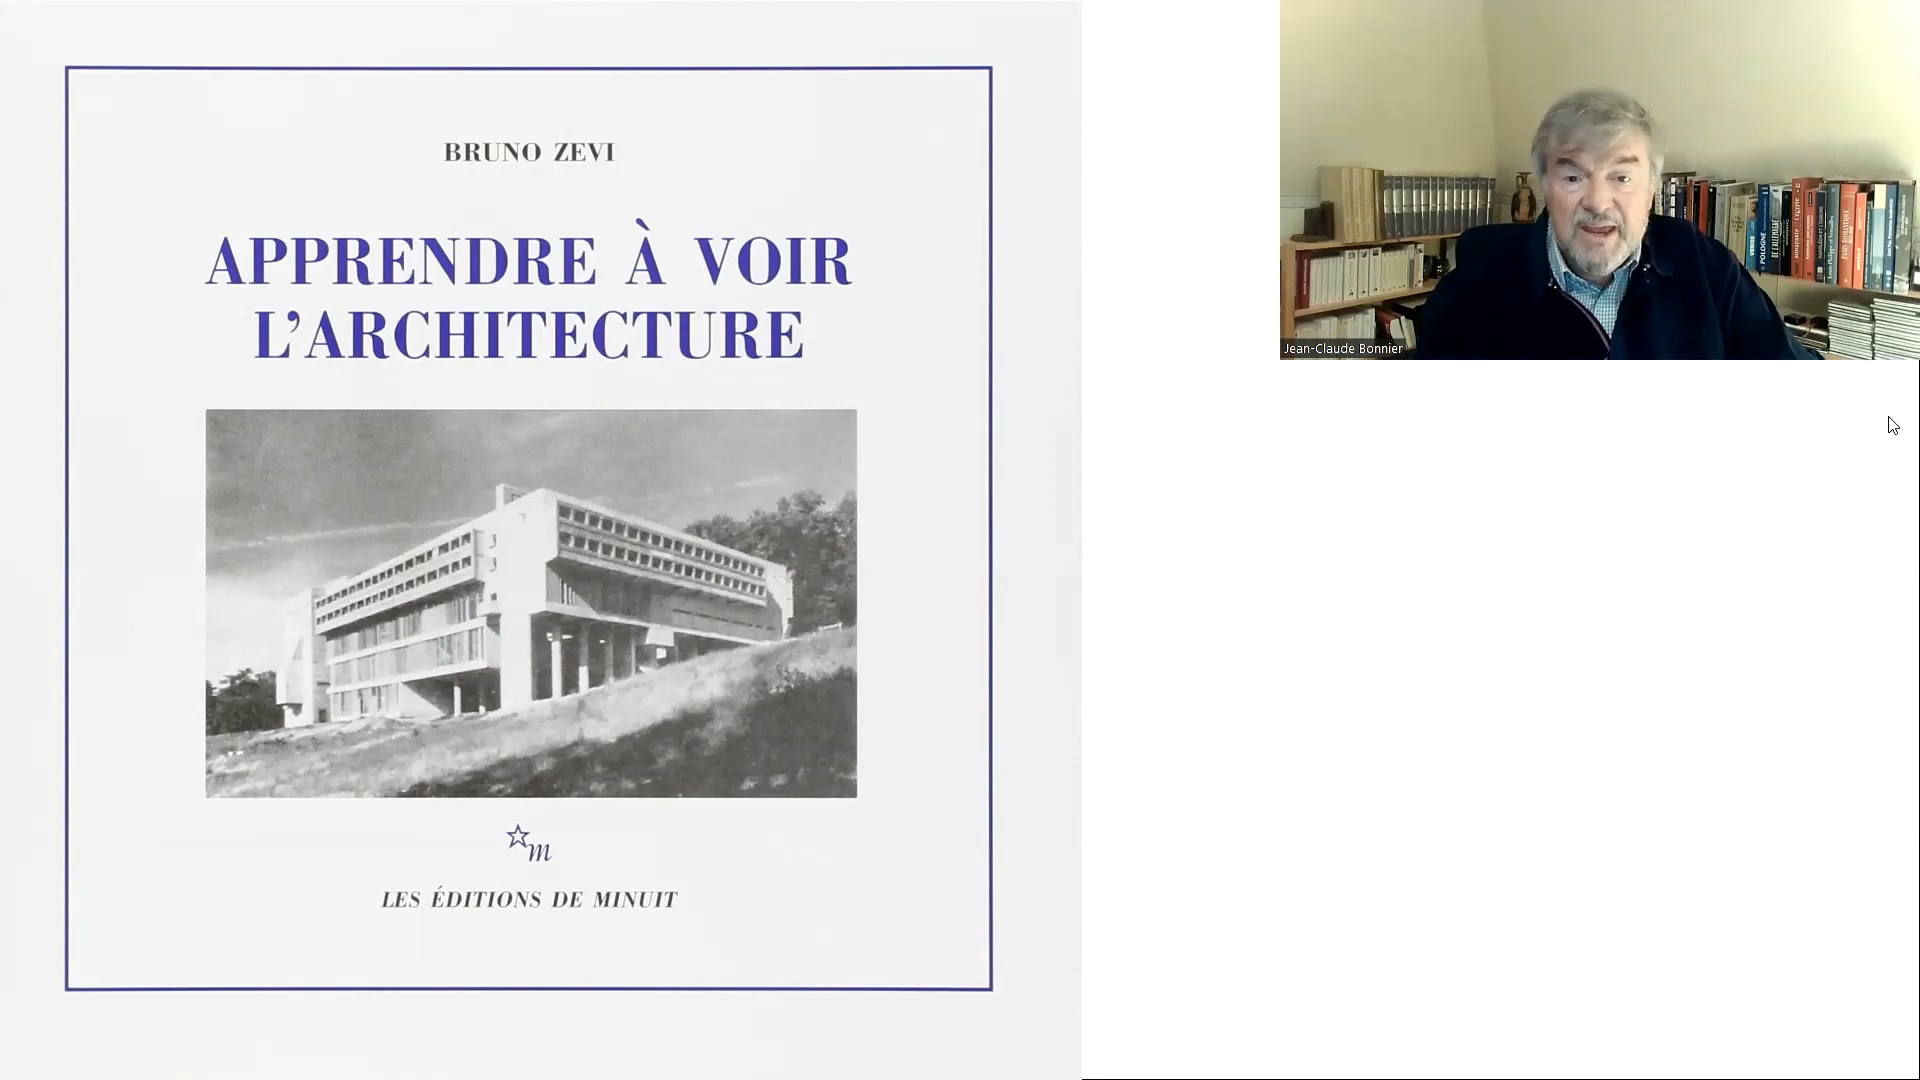 BRUNO ZEVI
APPRENDRE À VOIR
L’ARCHITECTURE
m
LES ÉDITIONS DE MINUIT
Jean-Claude Bonnier